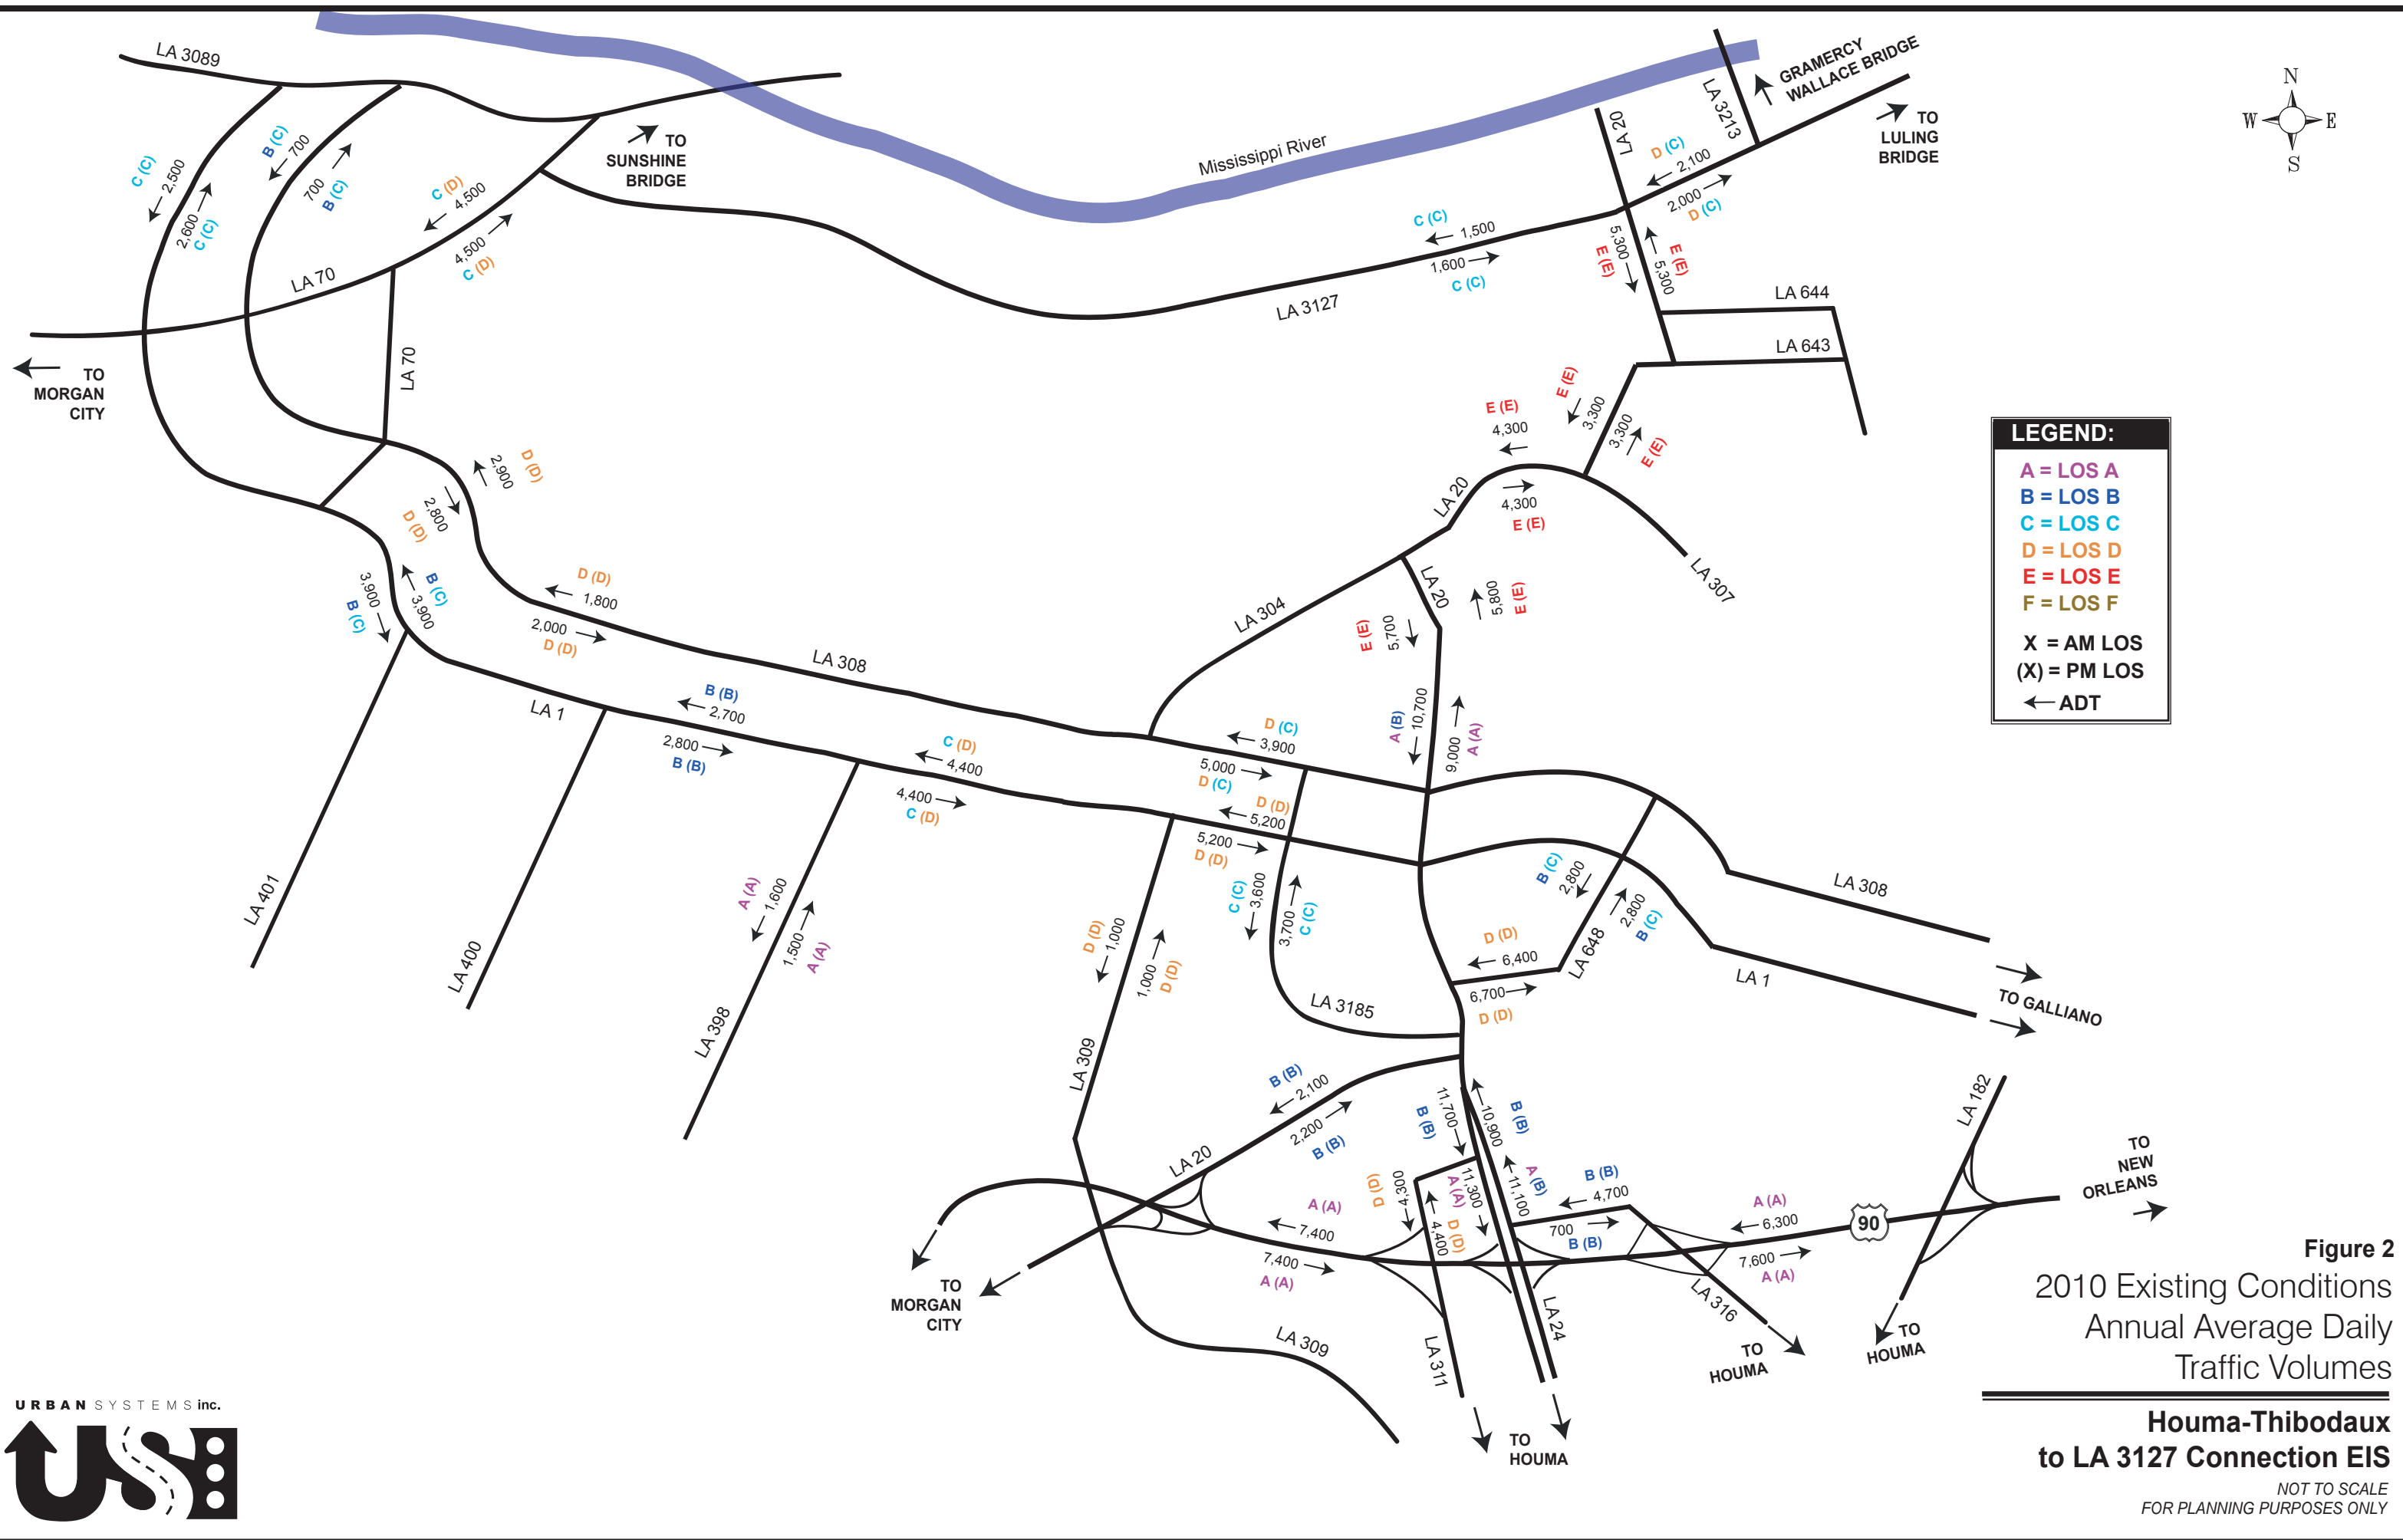 LA 3089
B (C)
700
C (C)
2,500
700
B (C)
2,600
C (C)
C (D)
4,500
4,500
C (D)
LA 70
TO
SUNSHINE
BRIDGE
Mississippi River
LA 20
LA 3213
GRAMERCY
WALLACE BRIDGE
TO
LULING
BRIDGE
D (C)
2,100
2,000
D (C)
C (C)
1,500
1,600
C (C)
LA 3127
5,300
E (E)
E (E)
5,300
LA 644
LA 643
N
W
E
S
TO
MORGAN
CITY
LA 70
E (E)
3,300
3,300
E (E)
E (E)
4,300
4,300
E (E)
LA 20
LA 307
D (D)
2,900
2,800
D (D)
3,900
B (C)
B (C)
3,900
D (D)
1,800
2,000
D (D)
LA 308
LA 304
LA 20
5,800
E (E)
E (E)
5,700
LEGEND:
A = LOS A
B = LOS B
C = LOS C
D = LOS D
E = LOS E
F = LOS F
X = AM LOS
(X) = PM LOS
ADT
LA 1
B (B)
2,700
2,800
B (B)
C (D)
4,400
4,400
C (D)
D (C)
3,900
5,000
D (C)
D (D)
5,200
5,200
D (D)
A (B)
10,700
9,000
A (A)
LA 401
LA 400
A (A)
1,600
1,500
A (A)
LA 398
D (D)
1,000
1,000
D (D)
LA 309
C (C)
3,600
3,700
C (C)
LA 3185
B (C)
2,800
2,800
B (C)
LA 648
D (D)
6,400
6,700
D (D)
LA 308
LA 1
TO GALLIANO
B (B)
2,100
2,200
B (B)
LA 20
11,700
B (B)
10,900
B (B)
D (D)
4,300
4,400
D (D)
11,300
A (A)
A (B)
11,100
B (B)
4,700
700
B (B)
A (A)
7,400
7,400
A (A)
A (A)
6,300
7,600
A (A)
90
LA 182
TO
NEW
ORLEANS
TO
MORGAN
CITY
LA 309
LA 311
LA 24
LA 316
TO
HOUMA
TO
HOUMA
TO
HOUMA
Figure 2
2010 Existing Conditions
Annual Average Daily
Traffic Volumes
Houma-Thibodaux
to LA 3127 Connection EIS
NOT TO SCALE
FOR PLANNING PURPOSES ONLY
URBAN SYSTEMS inc.
USI